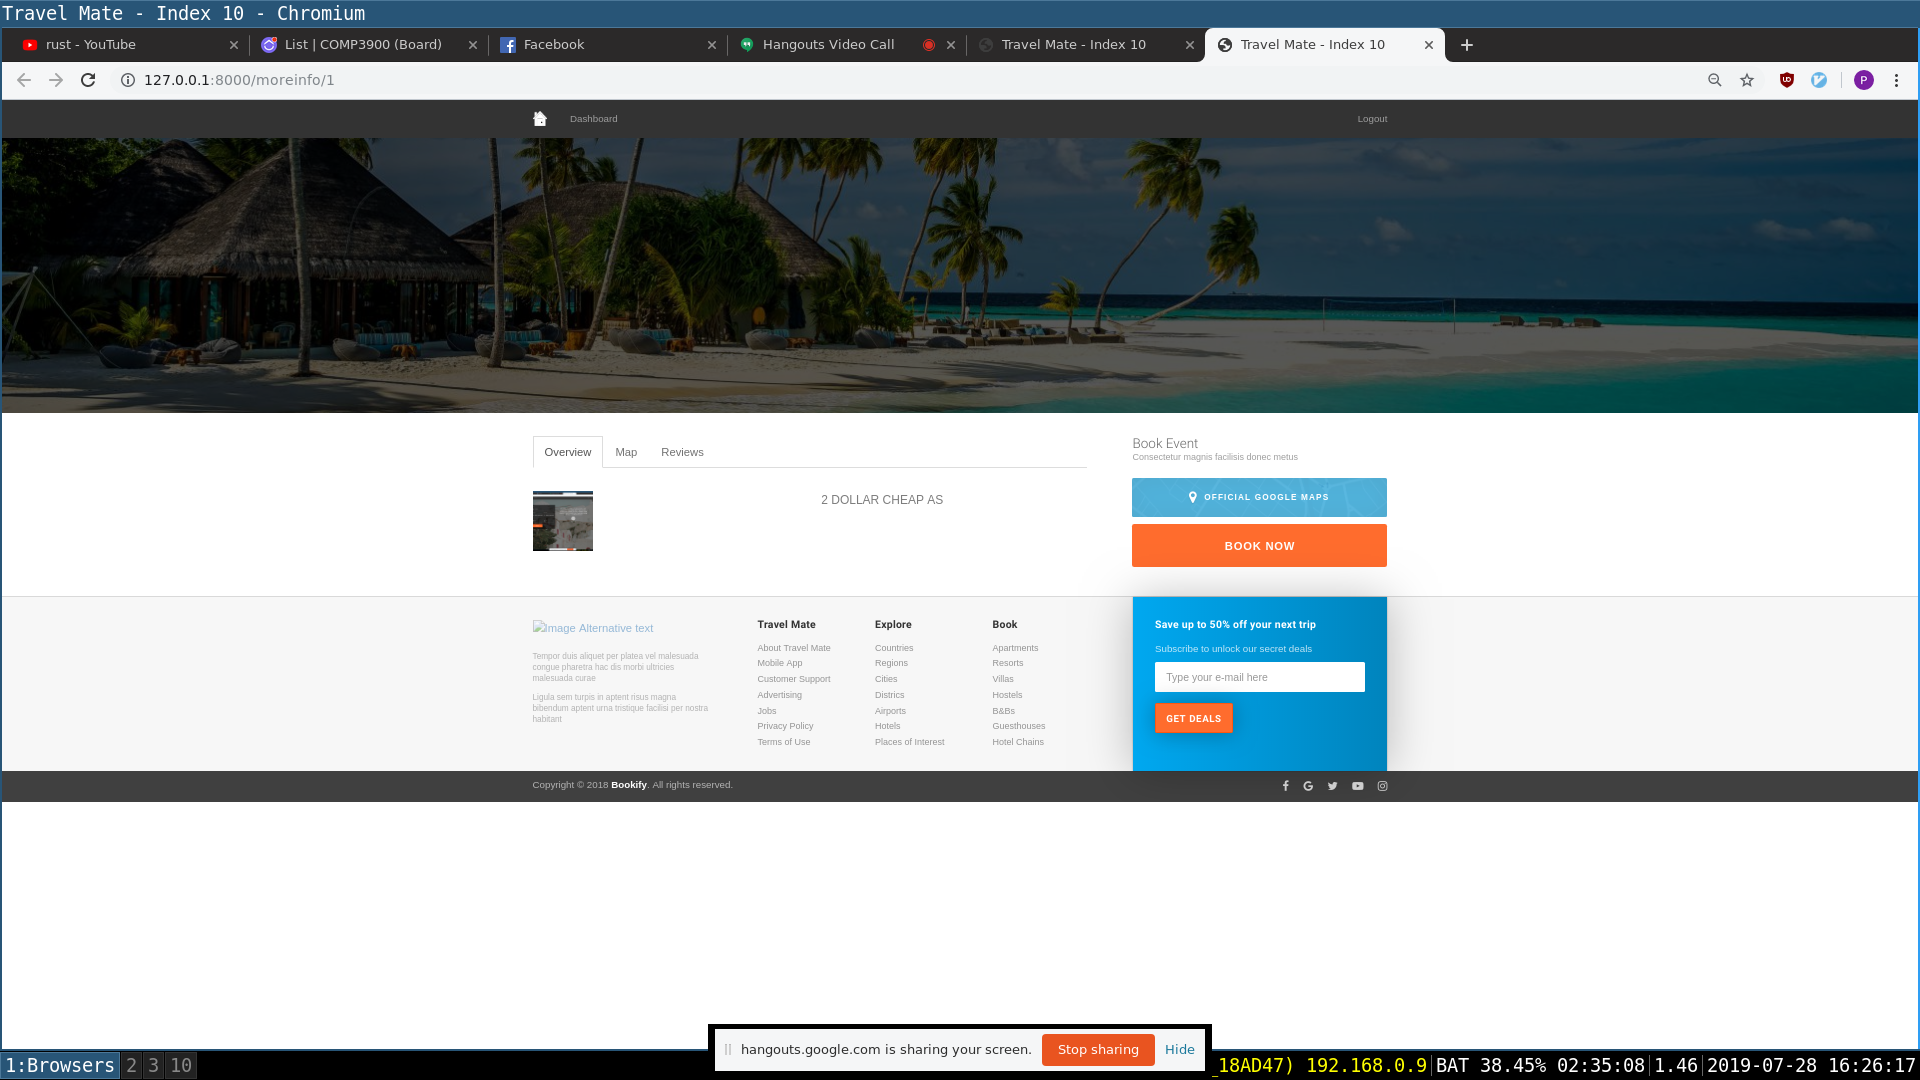 Travel Mate - Index 10 - Chromium
rust - YouTube
List | COMP3900 (Board)
Facebook
Hangouts Video Call
Travel Mate - Index 10
Travel Mate - Index 10
127.0.0.1:8000/moreinfo/1
P
Dashboard
Logout
Overview
Map
Reviews
2 DOLLAR CHEAP AS
Book Event
Consectetur magnis facilisis donec metus
OFFICIAL GOOGLE MAPS
BOOK NOW
Image Alternative text
Tempor duis aliquet per platea vel malesuada
congue pharetra hac dis morbi ultricies
malesuada curae
Ligula sem turpis in aptent risus magna
bibendum aptent urna tristique facilisi per nostra
habitant
Travel Mate
About Travel Mate
Mobile App
Customer Support
Advertising
Jobs
Privacy Policy
Terms of Use
Explore
Countries
Regions
Cities
Districs
Airports
Hotels
Places of Interest
Book
Apartments
Resorts
Villas
Hostels
B&Bs
Guesthouses
Hotel Chains
Save up to 50% off your next trip
Subscribe to unlock our secret deals
Type your e-mail here
GET DEALS
Copyright © 2018 Bookify. All rights reserved.
hangouts.google.com is sharing your screen.
Stop sharing
Hide
1:Browsers 2 3 10
_18AD47) 192.168.0.9 BAT 38.45% 02:35:08 1.46 2019-07-28 16:26:17